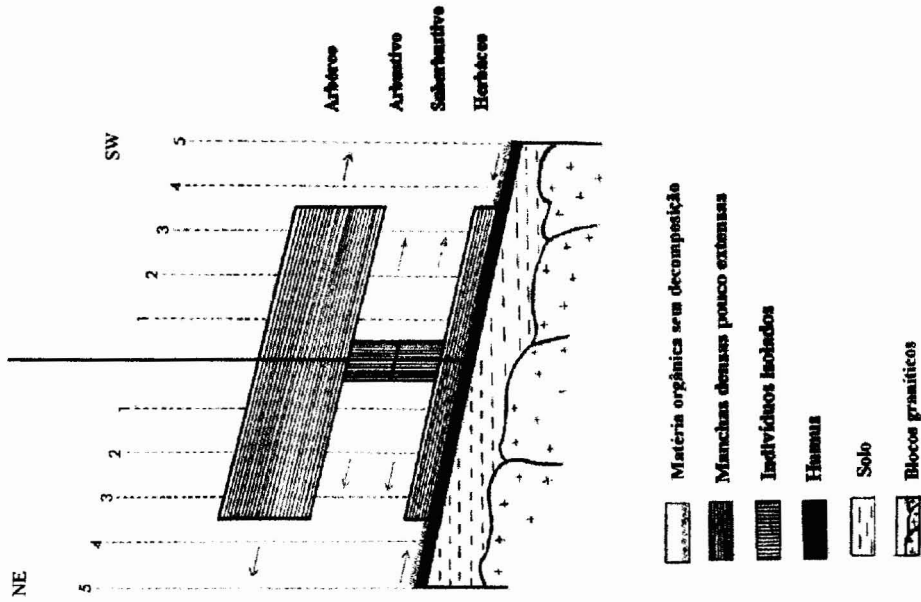 NE
SW
5
4
3
2
1
1
2
3
4
5
Arbóreo
Arbustivo
Subarbustivo
Herbáceo
Matéria orgânica sem decomposição
Manchas densas pouco extensas
Indivíduos isolados
Humus
Solo
Blocos graníticos